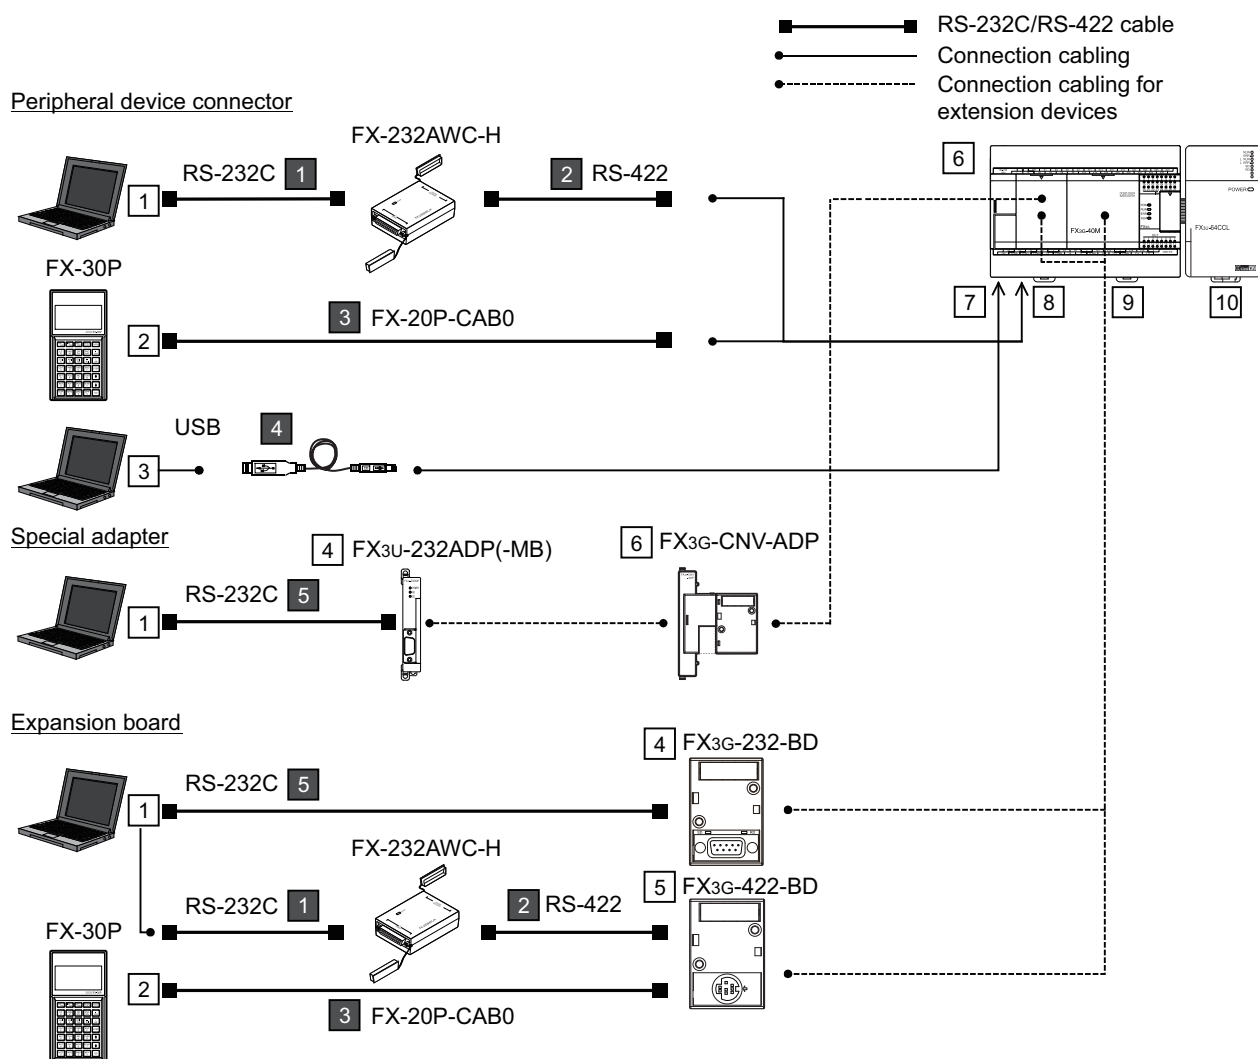 RS-232C/RS-422 cable
Connection cabling
Connection cabling for
extension devices
Peripheral device connector
FX-232AWC-H
6
1
RS-232C 1
2 RS-422
POWER
FX3G-40M
FX3U-64CCL
FX-30P
7
8
9
10
3 FX-20P-CAB0
2
USB
4
3
Special adapter
4 FX3U-232ADP(-MB)
6 FX3G-CNV-ADP
RS-232C 5
1
Expansion board
4 FX3G-232-BD
RS-232C 5
1
FX-232AWC-H
5 FX3G-422-BD
RS-232C 1
2 RS-422
FX-30P
2
3 FX-20P-CAB0